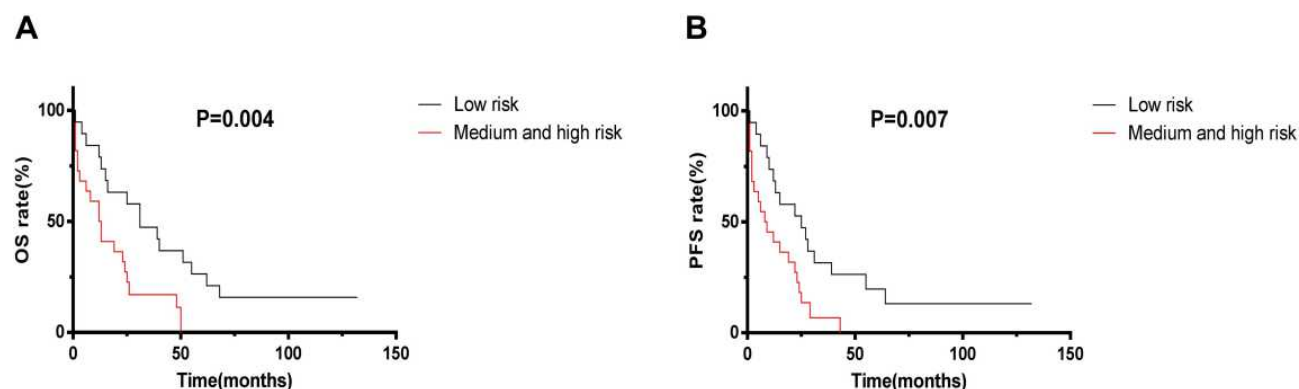 A
P=0.004
Low risk
Medium and high risk
OS rate(%)
100
50
0
0 50 100 150
Time(months)
B
P=0.007
Low risk
Medium and high risk
PFS rate(%)
100
50
0
0 50 100 150
Time(months)